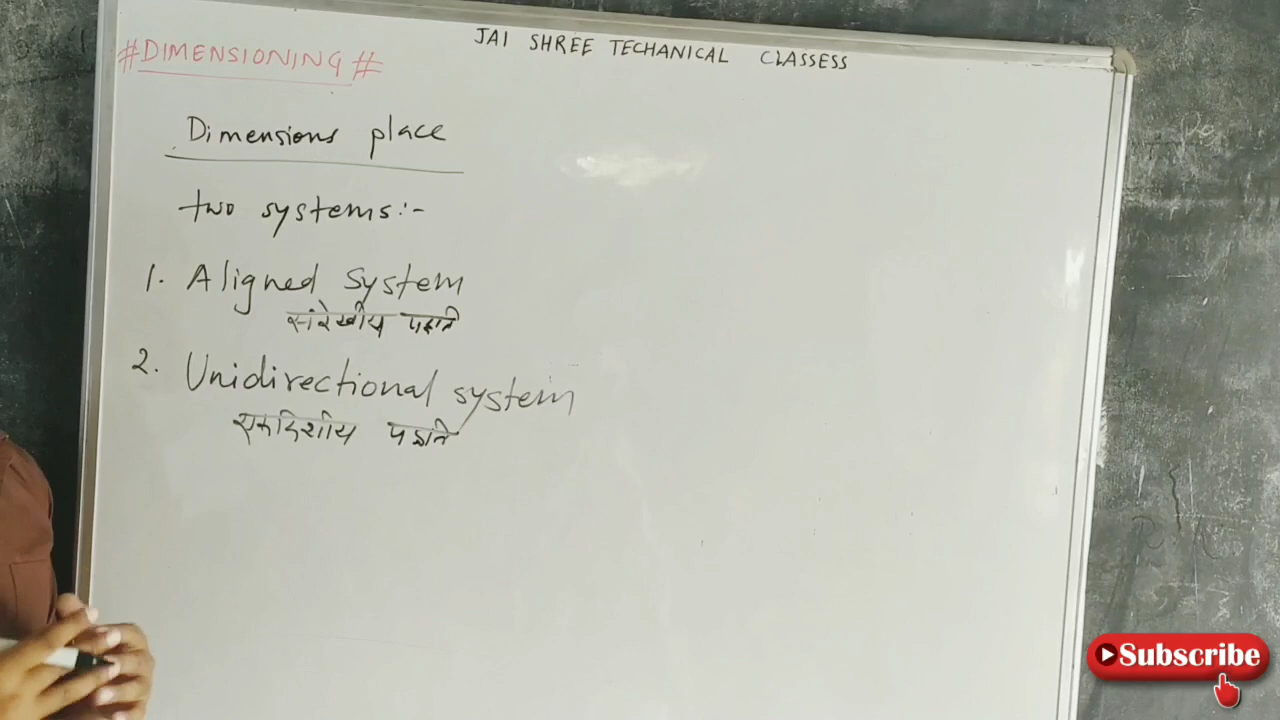 #DIMENSIONING#
JAI SHREE TECHANICAL CLASSESS
Dimensions place
two systems:-
1. Aligned system
सांरेखीय पद्धति
2. Unidirectional system
एकदिशीय पद्धति
Subscribe